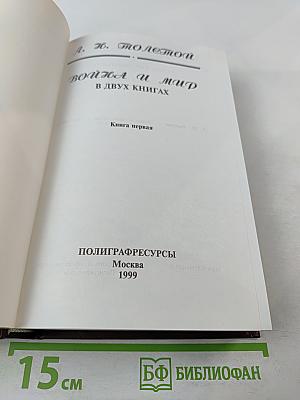 Л. Н. ТОЛСТОЙ
ВОЙНА И МИР
В ДВУХ КНИГАХ
Книга первая
ПОЛИГРАФРЕСУРСЫ
Москва
1999
15 см
БФ БИБЛИОФАН